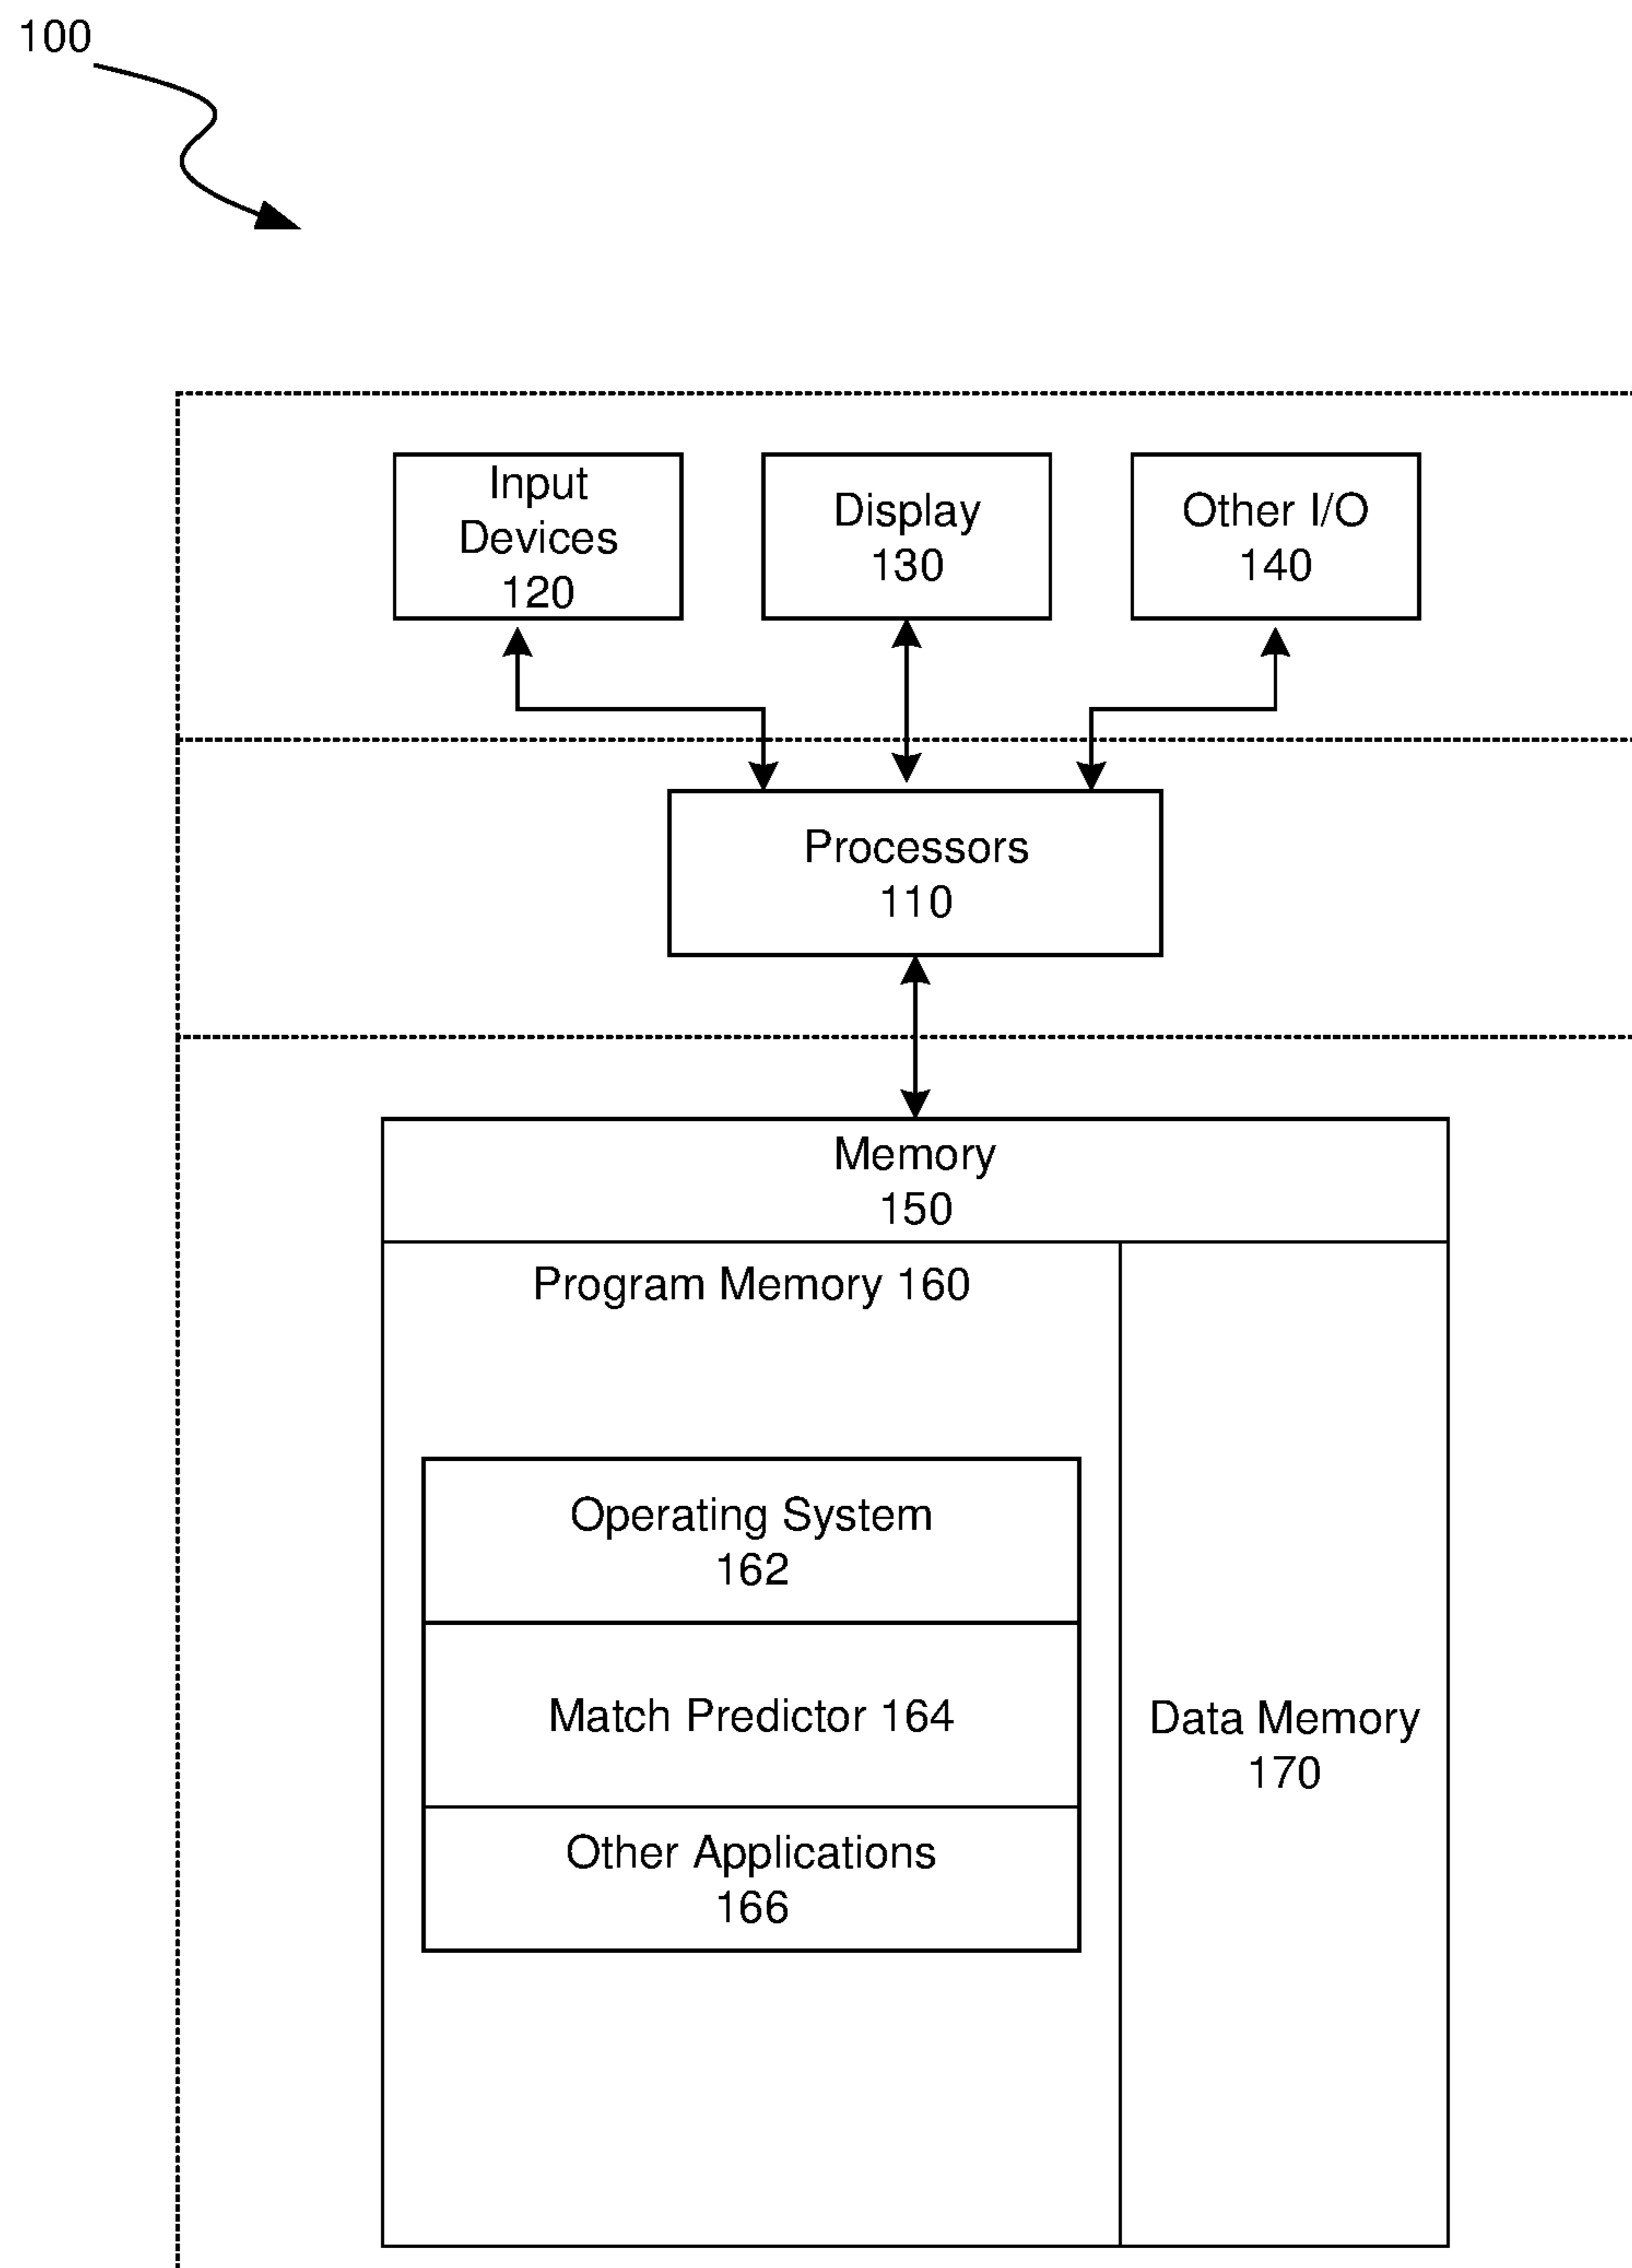 100
Input
Devices
120
Display
130
Other I/O
140
Processors
110
Memory
150
Program Memory 160
Operating System
162
Match Predictor 164
Other Applications
166
Data Memory
170